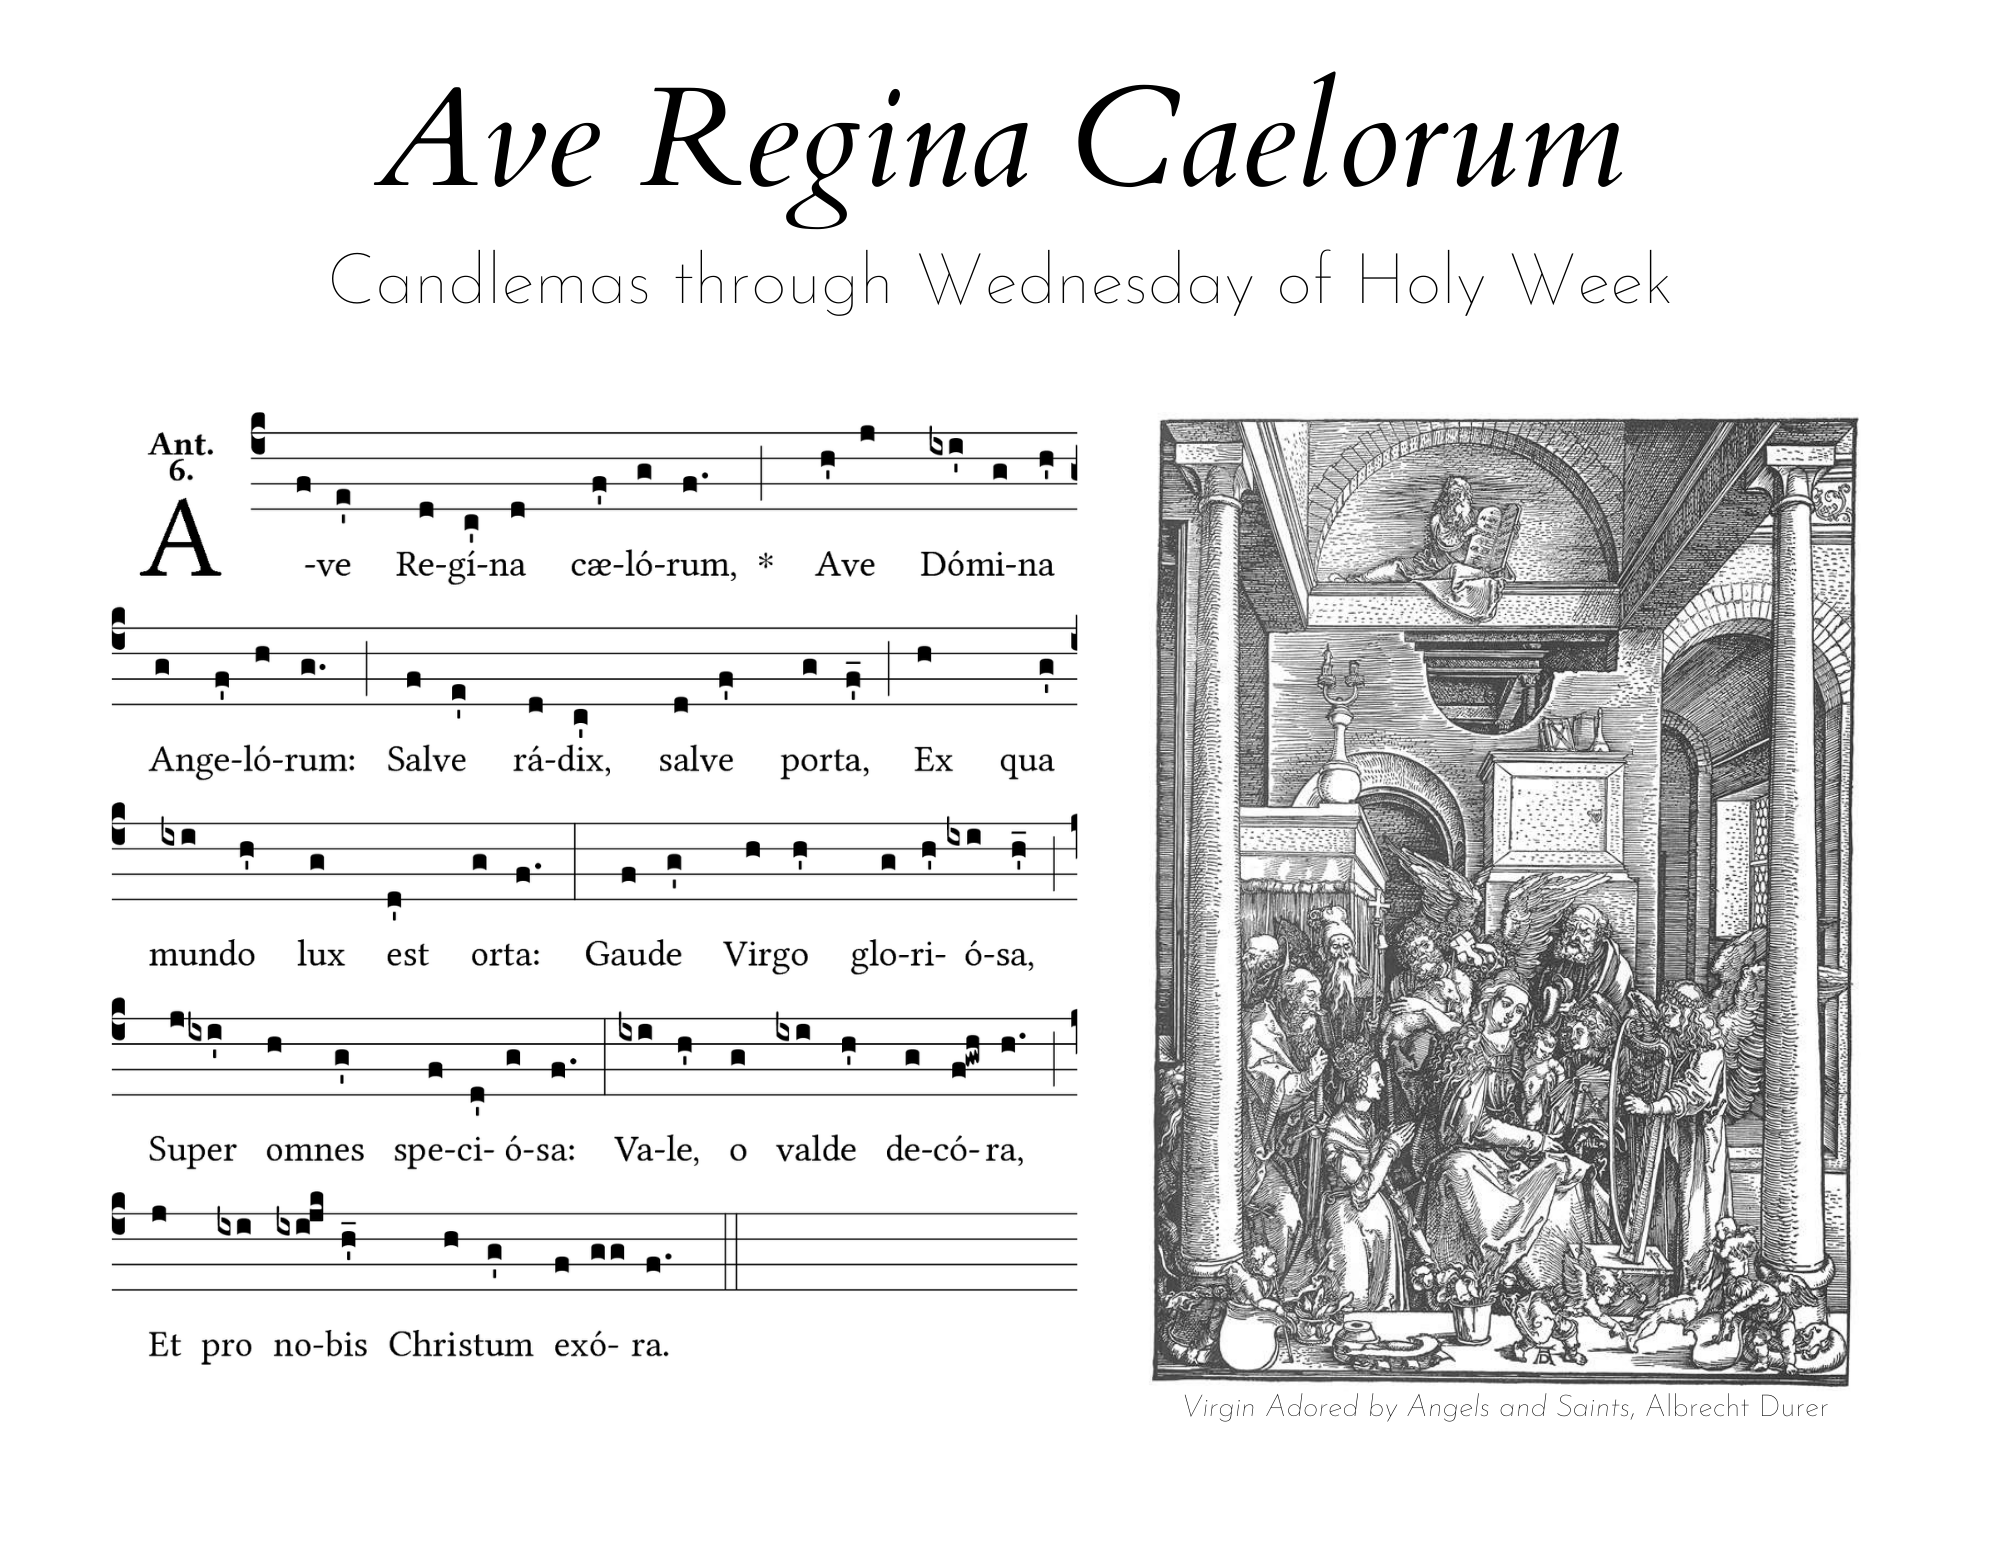 Ave Regina Caelorum
Candlemas through Wednesday of Holy Week
Ant.
6.
A-ve Re-gí-na cæ-ló-rum, * Ave Dómi-na
Ange-ló-rum: Salve rá-dix, salve porta, Ex qua
mundo lux est orta: Gaude Virgo glo-ri- ó-sa,
Super omnes spe-ci- ó-sa: Va-le, o valde de-có- ra,
Et pro no-bis Christum exó- ra.
Virgin Adored by Angels and Saints, Albrecht Durer